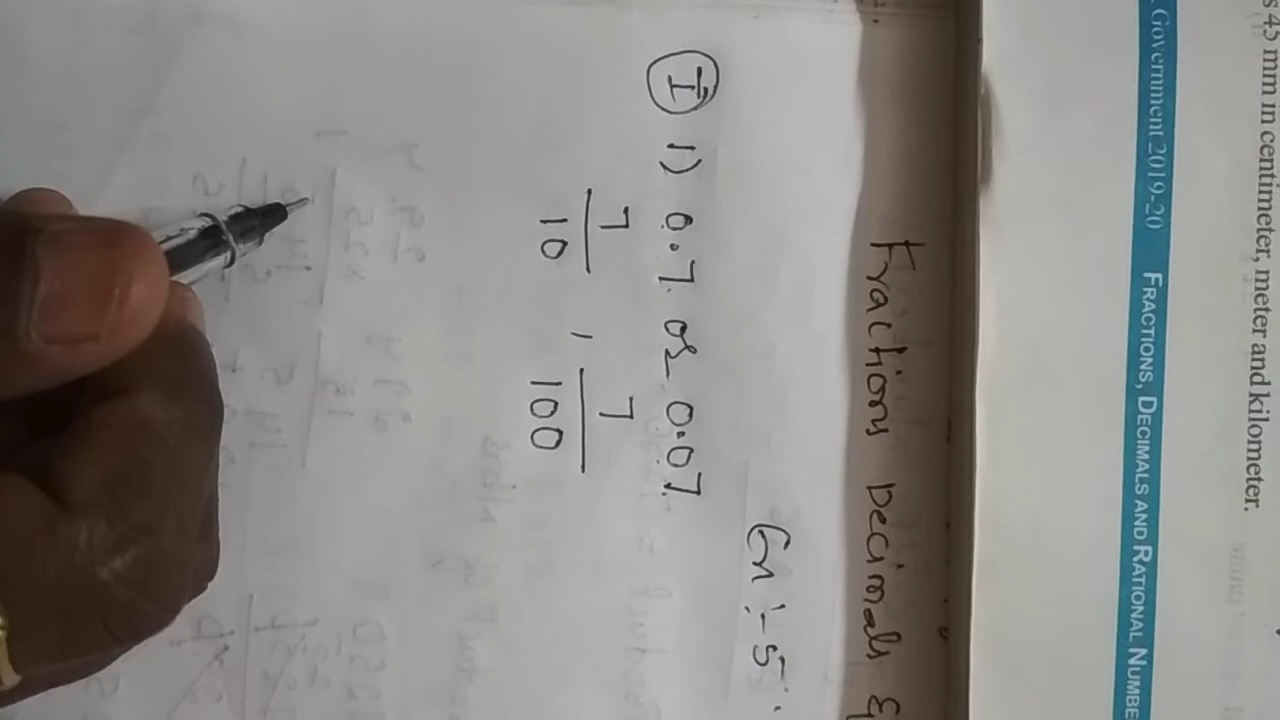 s 45 mm in centimeter, meter and kilometer.
. Government 2019-20 FRACTIONS, DECIMALS AND RATIONAL NUMBE
Fractions Decimals &
En :- 5.
I 1) 0.7 or 0.07
7 , 7
10 100